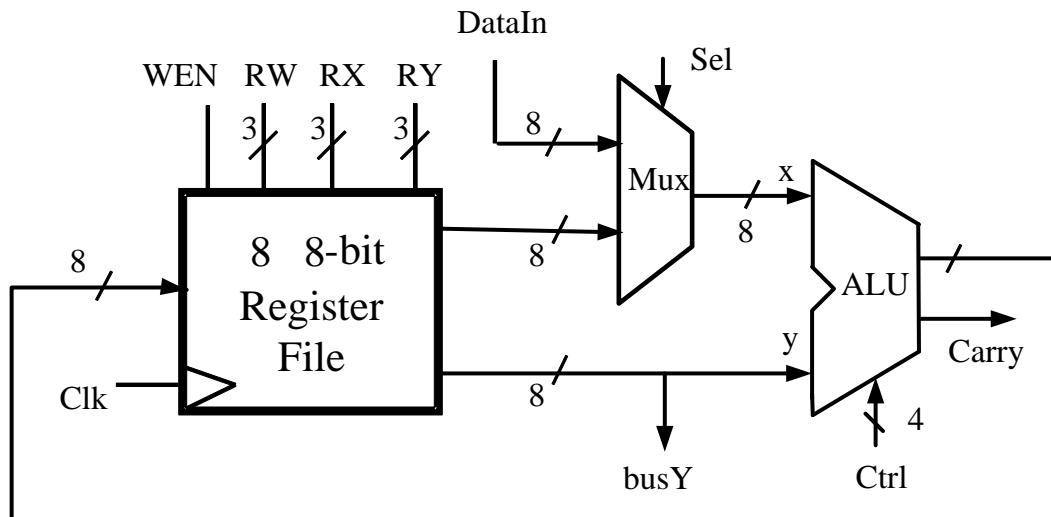 DataIn
Sel
WEN RW RX RY
3 3 3
8
Mux
x
8
8 8-bit
Register
File
8
8
8
ALU
y
Carry
Clk
8
4
busY
Ctrl